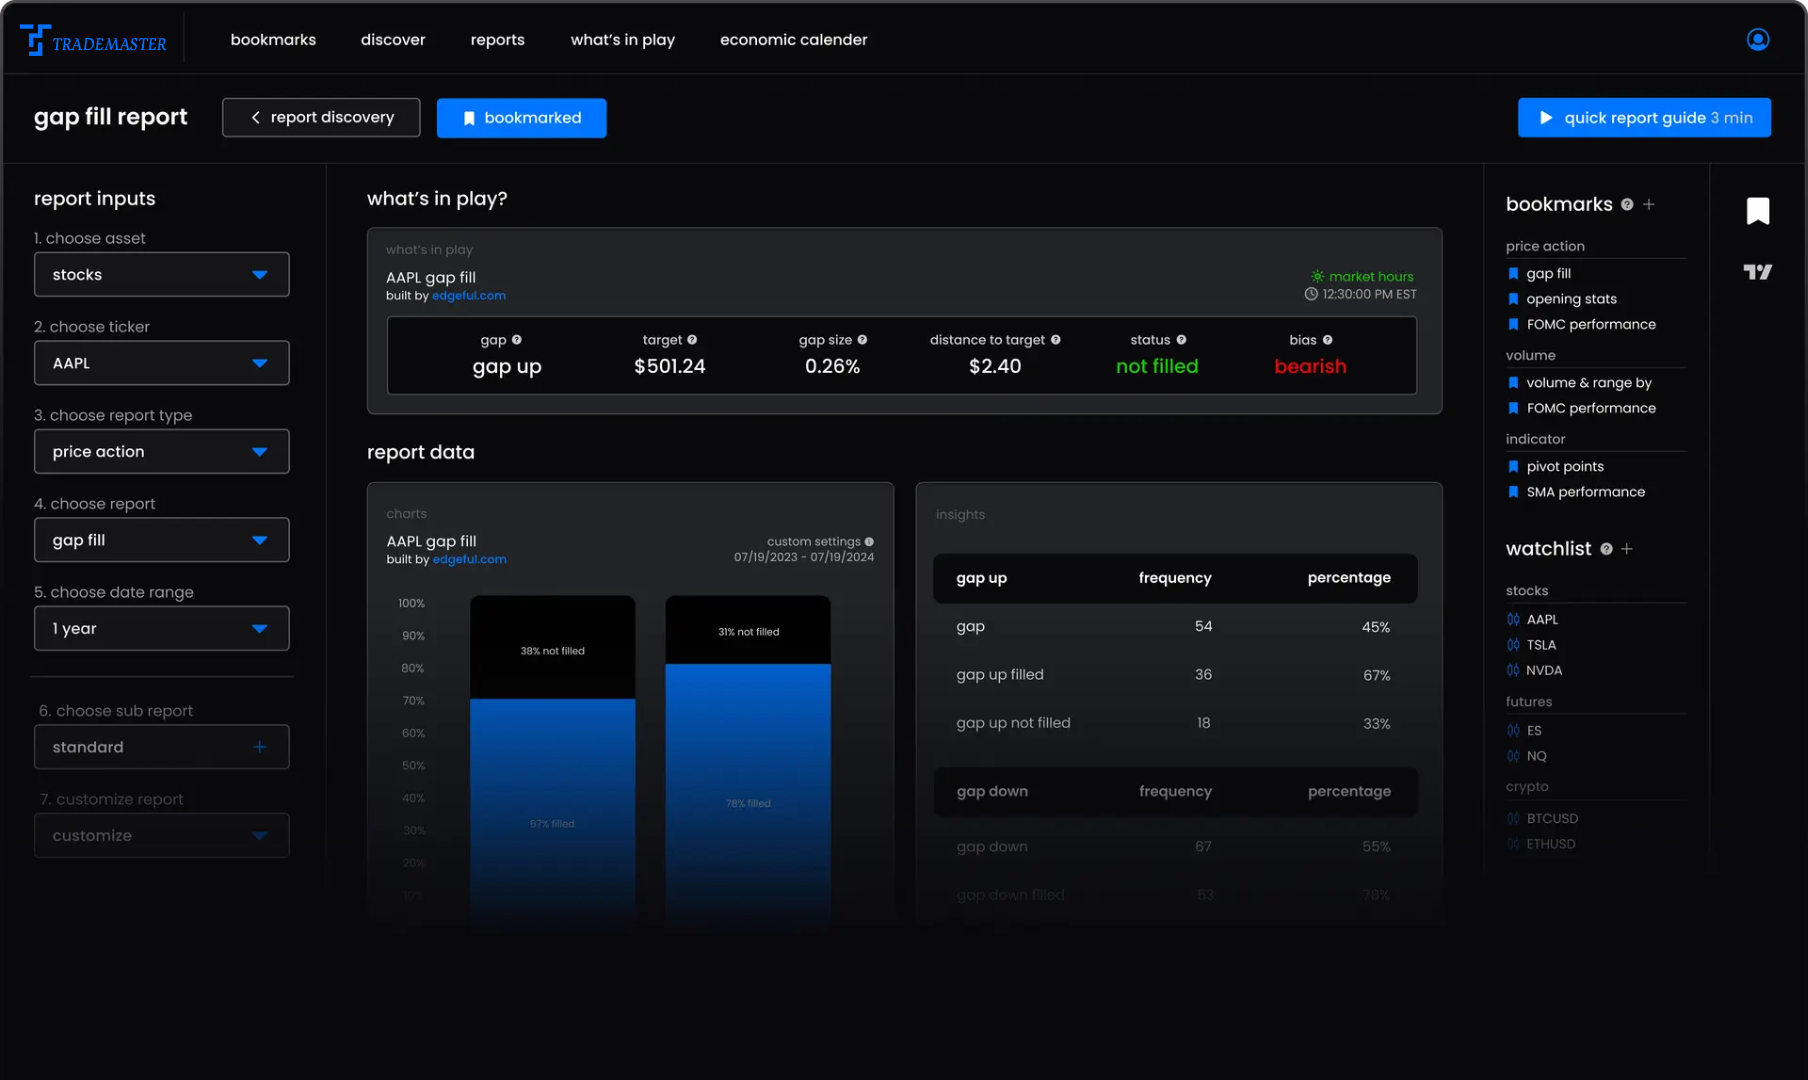 TRADEMASTER
bookmarks
discover
reports
what's in play
economic calender
gap fill report
report discovery
bookmarked
quick report guide 3 min
report inputs
1. choose asset
stocks
2. choose ticker
AAPL
3. choose report type
price action
4. choose report
gap fill
5. choose date range
1 year
6. choose sub report
standard
7. customize report
customize
what's in play?
what's in play
AAPL gap fill
built by edgeful.com
market hours
12:30:00 PM EST
gap
gap up
target
$501.24
gap size
0.26%
distance to target
$2.40
status
not filled
bias
bearish
report data
charts
AAPL gap fill
built by edgeful.com
custom settings
07/19/2023 - 07/19/2024
100%
90%
80%
70%
60%
50%
40%
30%
20%
10%
38% not filled
67% filled
31% not filled
78% filled
insights
gap up frequency percentage
gap 54 45%
gap up filled 36 67%
gap up not filled 18 33%
gap down frequency percentage
gap down 67 55%
gap down filled 53 78%
bookmarks
price action
gap fill
opening stats
FOMC performance
volume
volume & range by
FOMC performance
indicator
pivot points
SMA performance
watchlist
stocks
AAPL
TSLA
NVDA
futures
ES
NQ
crypto
BTCUSD
ETHUSD